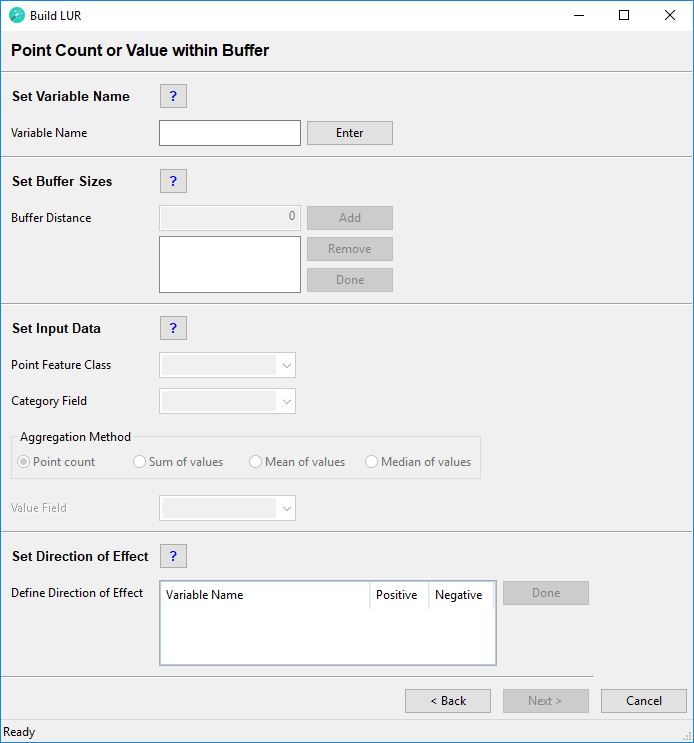 Build LUR
Point Count or Value within Buffer
Set Variable Name ?
Variable Name Enter
Set Buffer Sizes ?
Buffer Distance 0 Add
Remove
Done
Set Input Data ?
Point Feature Class
Category Field
Aggregation Method
Point count Sum of values Mean of values Median of values
Value Field
Set Direction of Effect ?
Define Direction of Effect Variable Name Positive Negative Done
< Back Next > Cancel
Ready